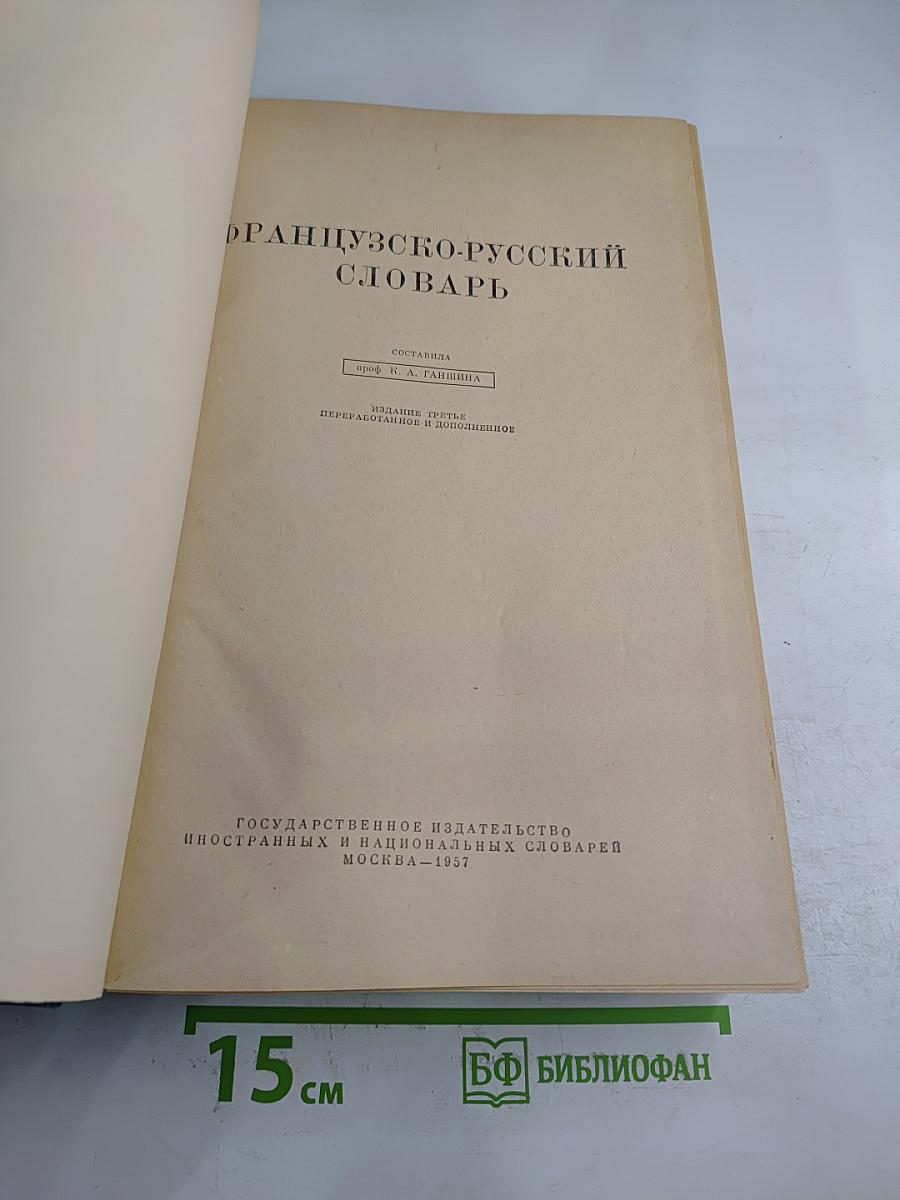 ФРАНЦУЗСКО-РУССКИЙ
СЛОВАРЬ
СОСТАВИЛА
проф. К. А. ГАНШИНА
ИЗДАНИЕ ТРЕТЬЕ
ПЕРЕРАБОТАННОЕ И ДОПОЛНЕННОЕ
ГОСУДАРСТВЕННОЕ ИЗДАТЕЛЬСТВО
ИНОСТРАННЫХ И НАЦИОНАЛЬНЫХ СЛОВАРЕЙ
МОСКВА—1957
15 см
БФ БИБЛИОФАН